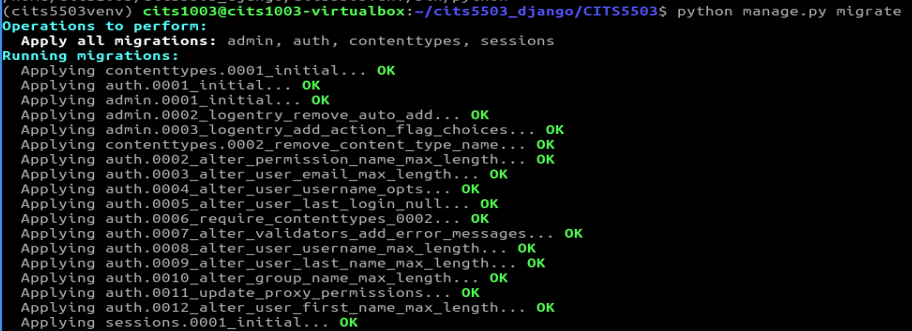 (cits5503venv) cits1003@cits1003-virtualbox:~/cits5503_django/CITS5503$ python manage.py migrate
Operations to perform:
  Apply all migrations: admin, auth, contenttypes, sessions
Running migrations:
  Applying contenttypes.0001_initial... OK
  Applying auth.0001_initial... OK
  Applying admin.0001_initial... OK
  Applying admin.0002_logentry_remove_auto_add... OK
  Applying admin.0003_logentry_add_action_flag_choices... OK
  Applying contenttypes.0002_remove_content_type_name... OK
  Applying auth.0002_alter_permission_name_max_length... OK
  Applying auth.0003_alter_user_email_max_length... OK
  Applying auth.0004_alter_user_username_opts... OK
  Applying auth.0005_alter_user_last_login_null... OK
  Applying auth.0006_require_contenttypes_0002... OK
  Applying auth.0007_alter_validators_add_error_messages... OK
  Applying auth.0008_alter_user_username_max_length... OK
  Applying auth.0009_alter_user_last_name_max_length... OK
  Applying auth.0010_alter_group_name_max_length... OK
  Applying auth.0011_update_proxy_permissions... OK
  Applying auth.0012_alter_user_first_name_max_length... OK
  Applying sessions.0001_initial... OK